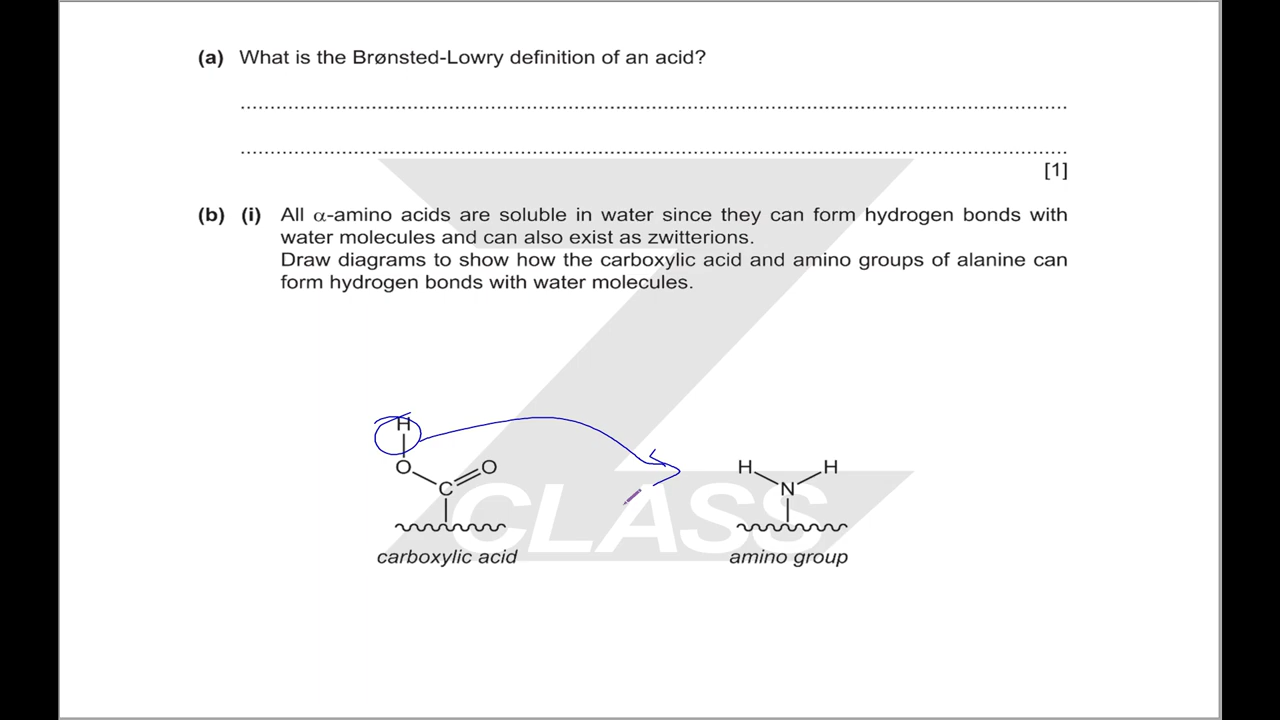 (a) What is the Brønsted-Lowry definition of an acid?
[1]
(b) (i) All α-amino acids are soluble in water since they can form hydrogen bonds with
water molecules and can also exist as zwitterions.
Draw diagrams to show how the carboxylic acid and amino groups of alanine can
form hydrogen bonds with water molecules.
H
O O H H
C N
CLASS
carboxylic acid amino group